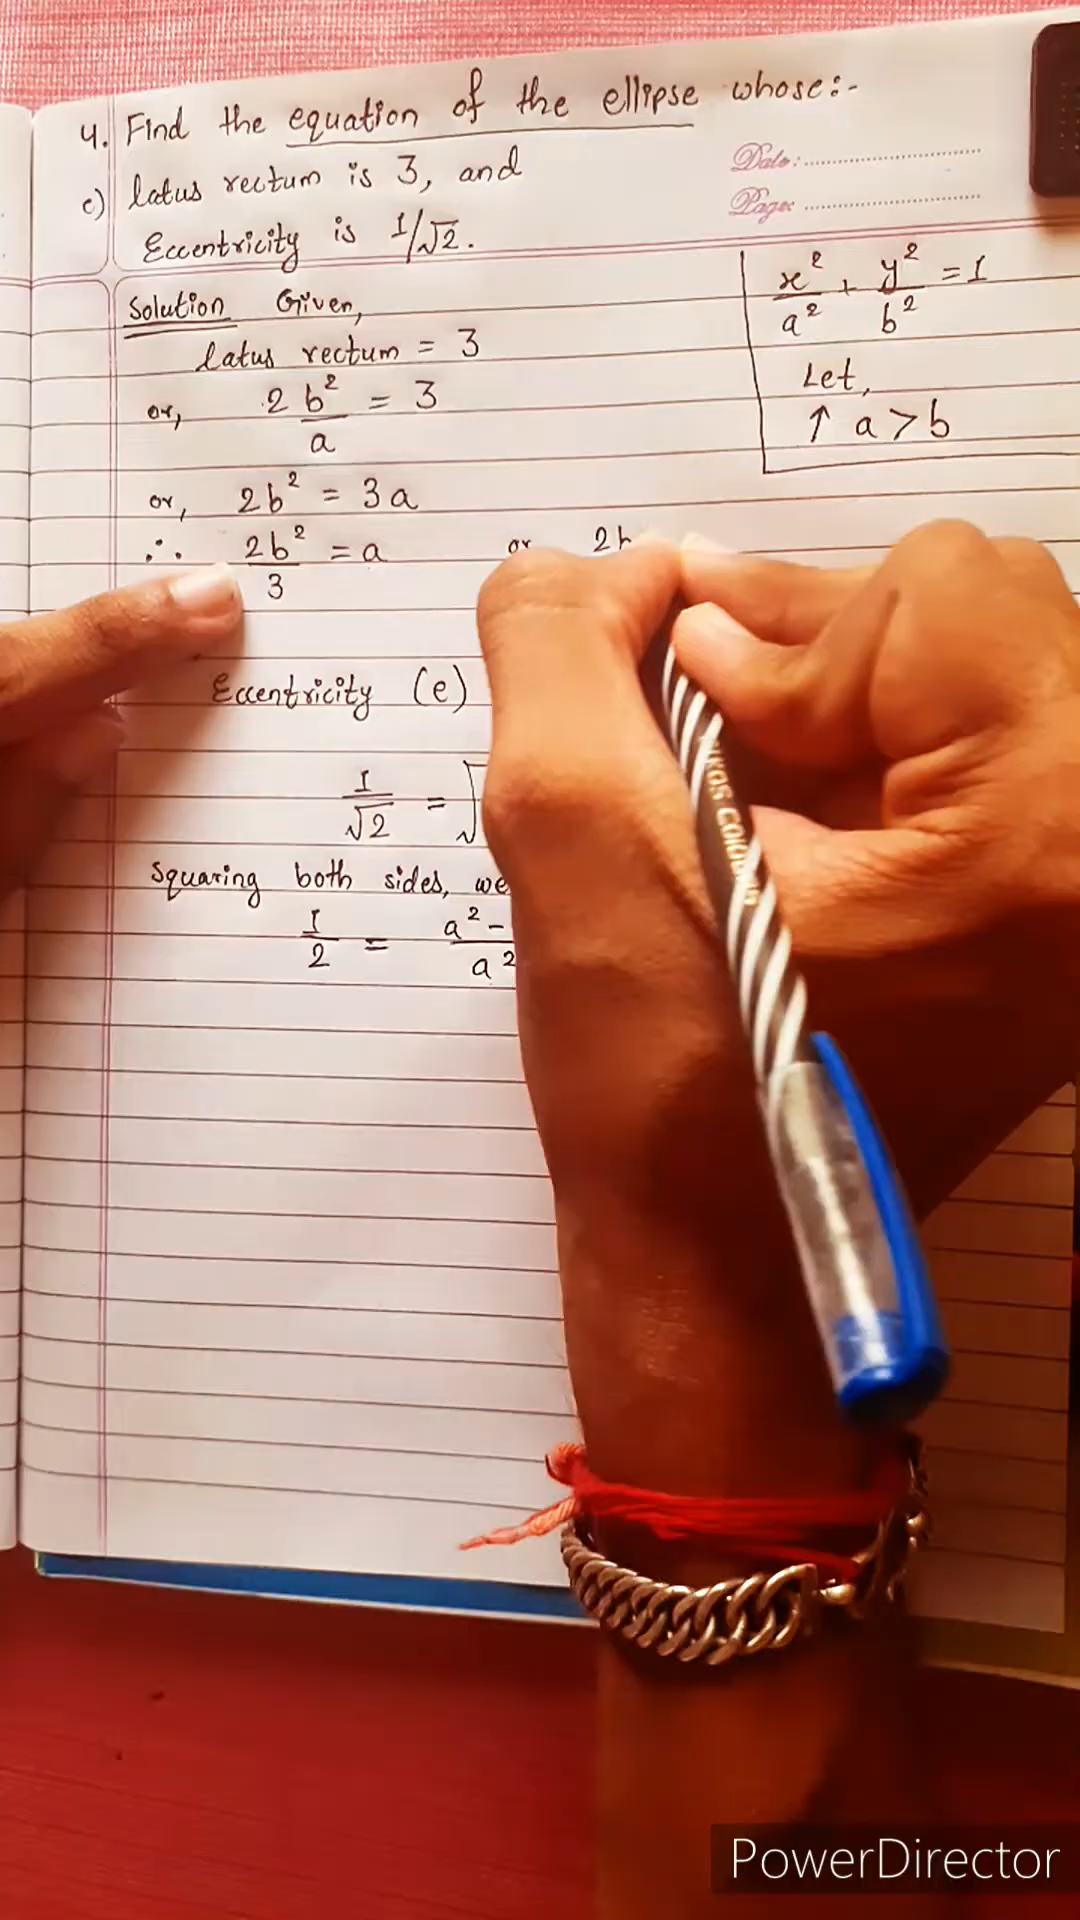 4. Find the equation of the ellipse whose:-
c) latus rectum is 3, and
Eccentricity is 1/√2.
Date:
Page:
Solution Given,
latus rectum = 3
or, 2b²/a = 3
or, 2b² = 3a
∴ 2b²/3 = a
or 2b
x²/a² + y²/b² = 1
Let,
↑ a > b
Eccentricity (e)
1/√2 = √
Squaring both sides, we
1/2 = a² - / a²
PowerDirector